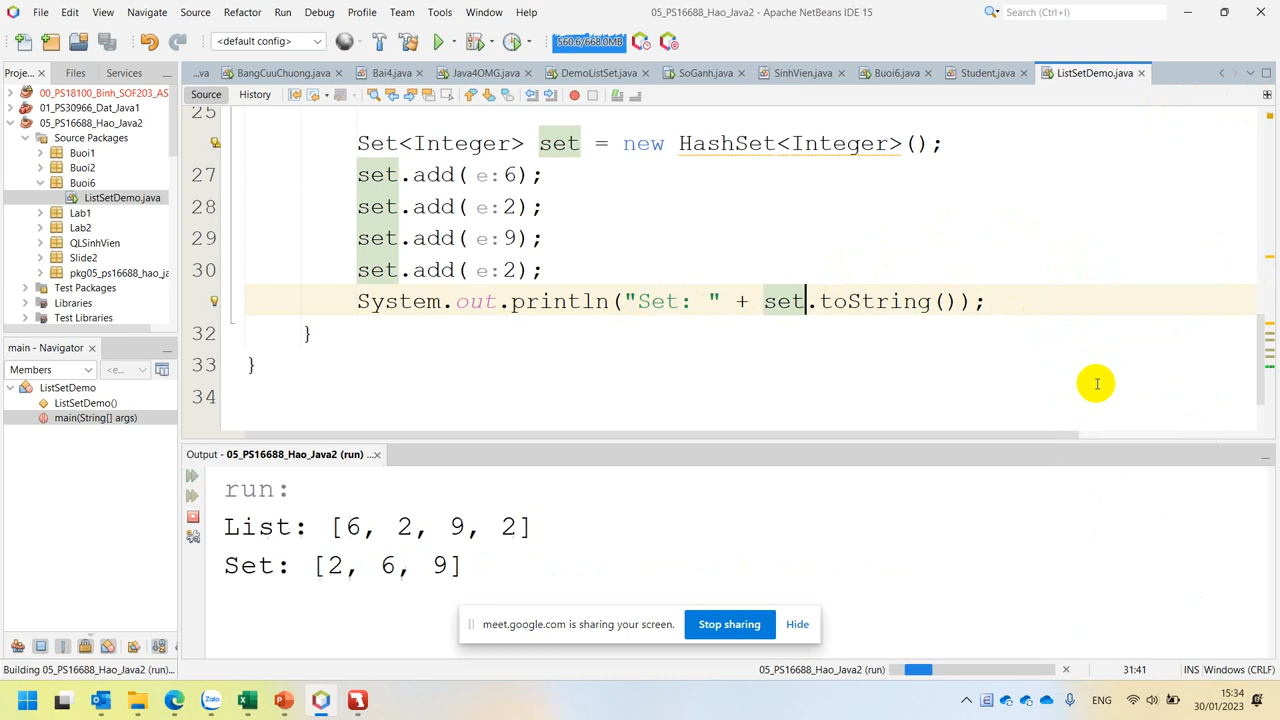 File Edit View Navigate Source Refactor Run Debug Profile Team Tools Window Help
05_PS16688_Hao_Java2 - Apache NetBeans IDE 15
Search (Ctrl+I)
<default config>
560.6/668.0MB
Proje...
Files
Services
...va
BangCuuChuong.java
Bai4.java
Java4OMG.java
DemoListSet.java
SoGanh.java
SinhVien.java
Buoi6.java
Student.java
ListSetDemo.java
00_PS18100_Binh_SOF203_AS
01_PS30966_Dat_Java1
05_PS16688_Hao_Java2
Source Packages
Buoi1
Buoi2
Buoi6
ListSetDemo.java
Lab1
Lab2
QLSinhVien
Slide2
pkg05_ps16688_hao_ja
Test Packages
Libraries
Test Libraries
main - Navigator
Members
<e...
ListSetDemo
ListSetDemo()
main(String[] args)
Source
History
25
Set<Integer> set = new HashSet<Integer>();
27 set.add( e: 6);
28 set.add( e: 2);
29 set.add( e: 9);
30 set.add( e: 2);
System.out.println("Set: " + set.toString());
32 }
33 }
34
Output - 05_PS16688_Hao_Java2 (run) ...
run:
List: [6, 2, 9, 2]
Set: [2, 6, 9]
meet.google.com is sharing your screen.
Stop sharing
Hide
Building 05_PS16688_Hao_Java2 (run)...
05_PS16688_Hao_Java2 (run)
31:41
INS
Windows (CRLF)
Zalo
ENG
15:34
30/01/2023